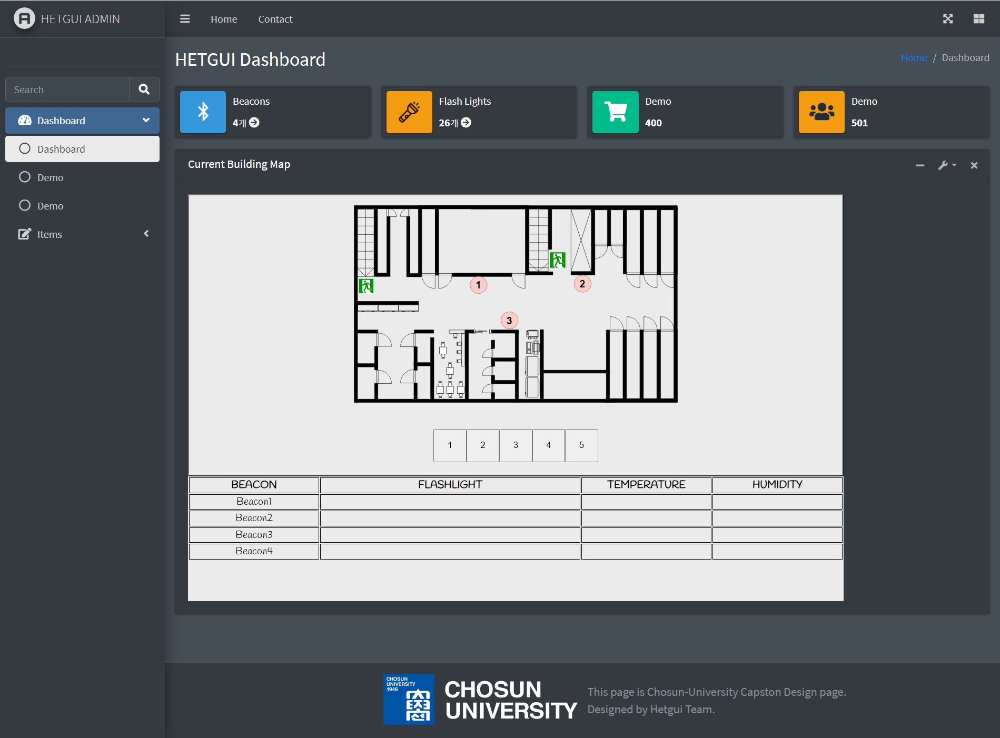 HETGUI ADMIN
Home
Contact
HETGUI Dashboard
Home / Dashboard
Search
Dashboard
Dashboard
Demo
Demo
Items
Beacons
4개
Flash Lights
26개
Demo
400
Demo
501
Current Building Map
1
2
3
1 2 3 4 5
BEACON FLASHLIGHT TEMPERATURE HUMIDITY
Beacon1
Beacon2
Beacon3
Beacon4
CHOSUN
UNIVERSITY
1946
CHOSUN
UNIVERSITY
This page is Chosun-University Capston Design page.
Designed by Hetgui Team.